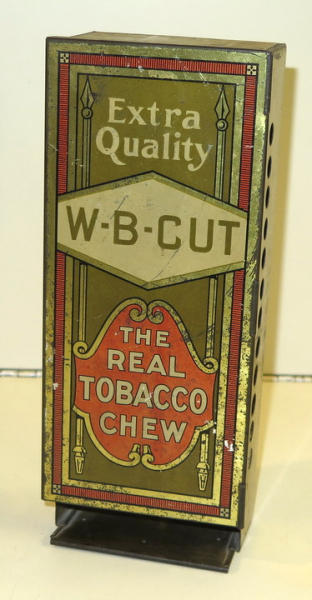 Extra
Quality
W-B-CUT
THE
REAL
TOBACCO
CHEW